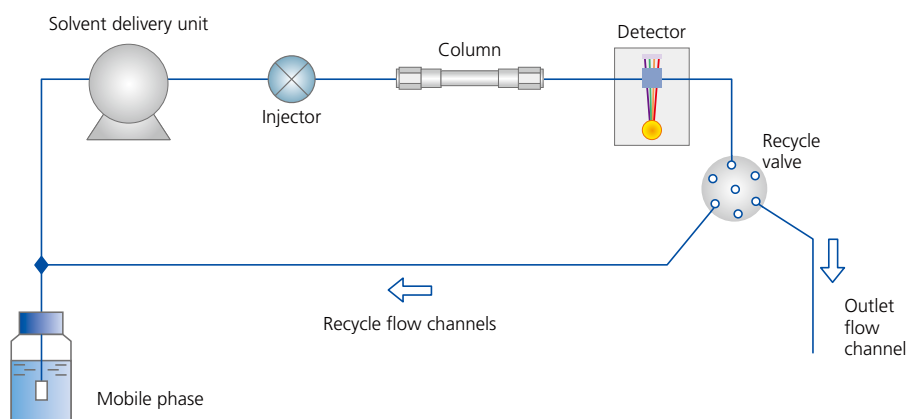 Solvent delivery unit
Injector
Column
Detector
Recycle
valve
Recycle flow channels
Outlet
flow
channel
Mobile phase